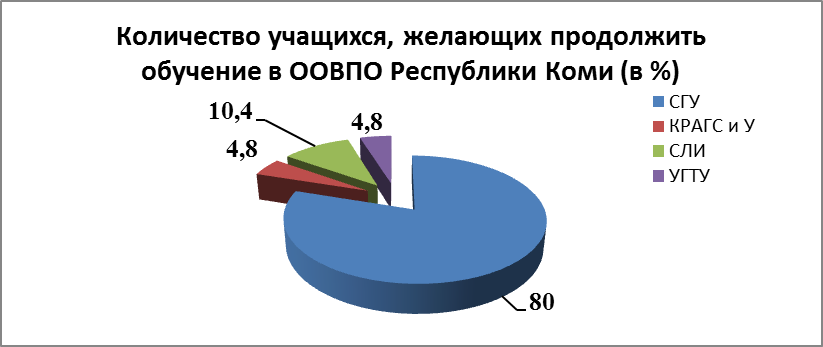 Количество учащихся, желающих продолжить
обучение в ООВПО Республики Коми (в %)
10,4
4,8
4,8
80
СГУ
КРАГС и У
СЛИ
УГТУ